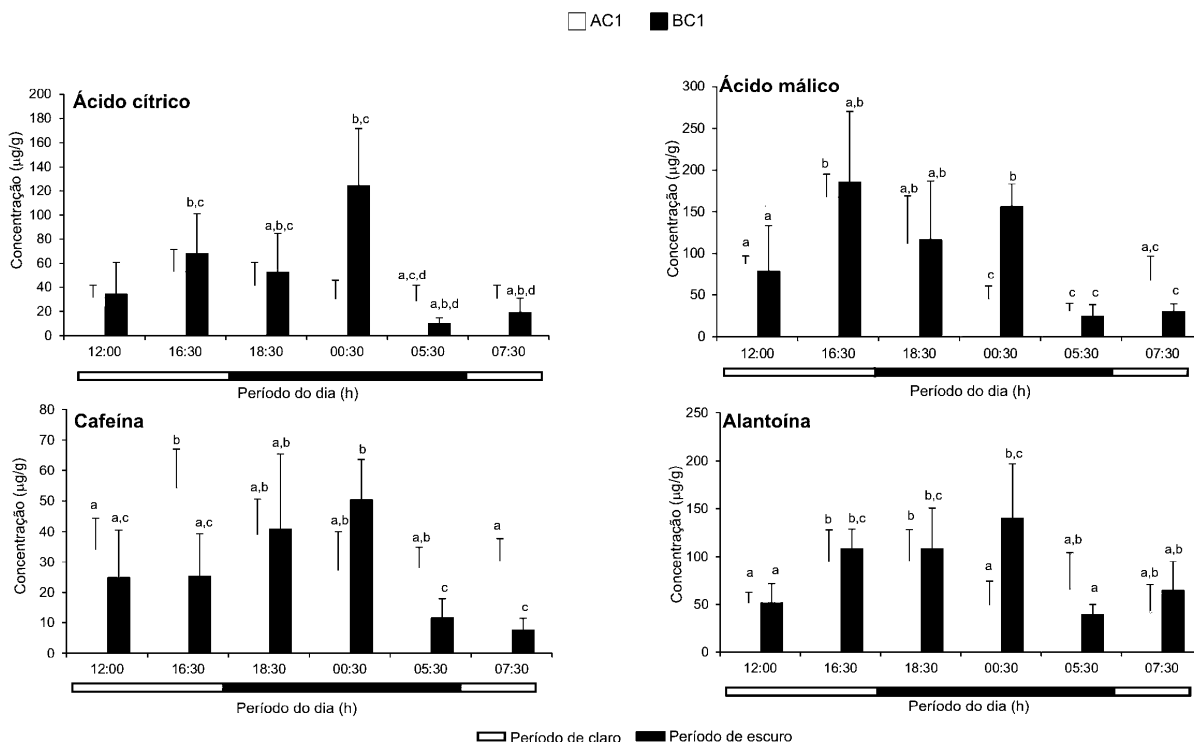 AC1 BC1
Ácido cítrico
Concentração (µg/g)
200
180
160
140
120
100
80
60
40
20
0
b,c
a,b,c
b,c
a,c,d
a,b,d
a,b,d
12:00 16:30 18:30 00:30 05:30 07:30
Período do dia (h)
Ácido málico
Concentração (µg/g)
300
250
200
150
100
50
0
a
a
b
a,b
a,b
a,b
c
b
c
c
a,c
c
12:00 16:30 18:30 00:30 05:30 07:30
Período do dia (h)
Cafeína
Concentração (µg/g)
80
70
60
50
40
30
20
10
0
a
a,c
b
a,c
a,b
a,b
a,b
b
a,b
c
a
c
12:00 16:30 18:30 00:30 05:30 07:30
Período do dia (h)
Alantoína
Concentração (µg/g)
250
200
150
100
50
0
a
a
b
b,c
b
b,c
a
b,c
a,b
a
a,b
a,b
12:00 16:30 18:30 00:30 05:30 07:30
Período do dia (h)
Período de claro Período de escuro